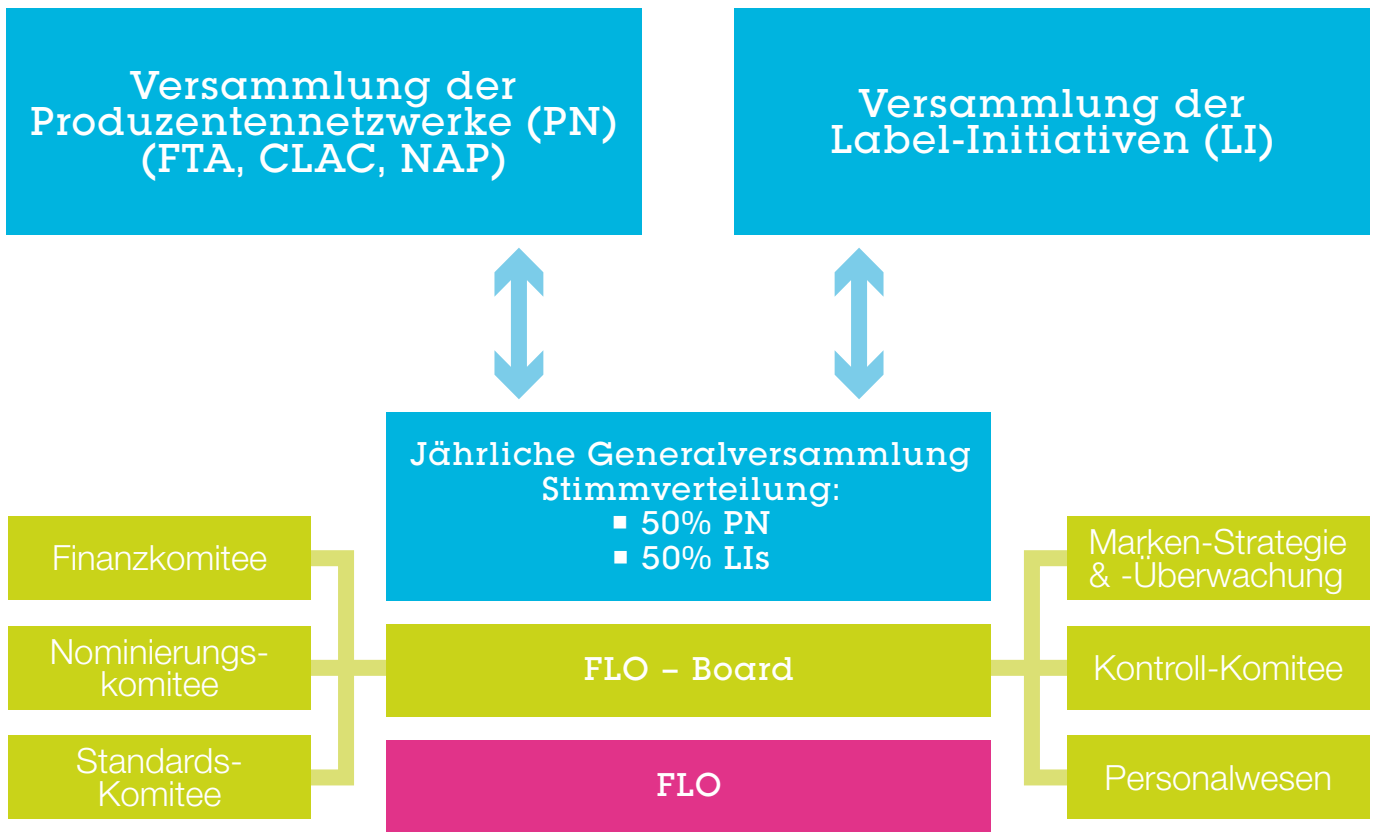 Versammlung der
Produzentennetzwerke (PN)
(FTA, CLAC, NAP)
Versammlung der
Label-Initiativen (LI)
Jährliche Generalversammlung
Stimmverteilung:
▪ 50% PN
▪ 50% LIs
Finanzkomitee
Nominierungs-
komitee
Standards-
Komitee
FLO – Board
FLO
Marken-Strategie
& -Überwachung
Kontroll-Komitee
Personalwesen